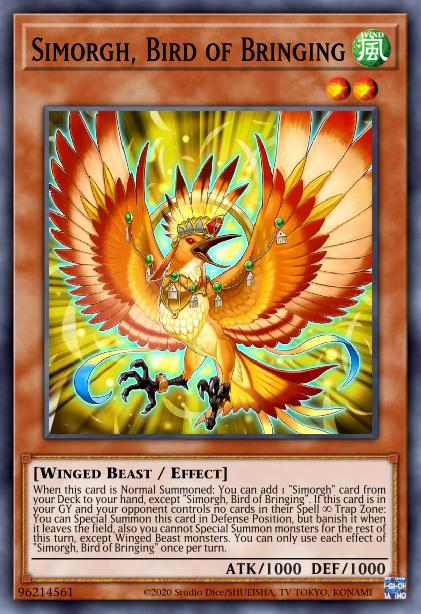 Simorgh, Bird of Bringing
WIND
風
[Winged Beast / Effect]
When this card is Normal Summoned: You can add 1 "Simorgh" card from
your Deck to your hand, except "Simorgh, Bird of Bringing". If this card is in
your GY and your opponent controls no cards in their Spell ∞ Trap Zone:
You can Special Summon this card in Defense Position, but banish it when
it leaves the field, also you cannot Special Summon monsters for the rest of
this turn, except Winged Beast monsters. You can only use each effect of
"Simorgh, Bird of Bringing" once per turn.
ATK/1000 DEF/1000
96214561 ©2020 Studio Dice/SHUEISHA, TV TOKYO, KONAMI